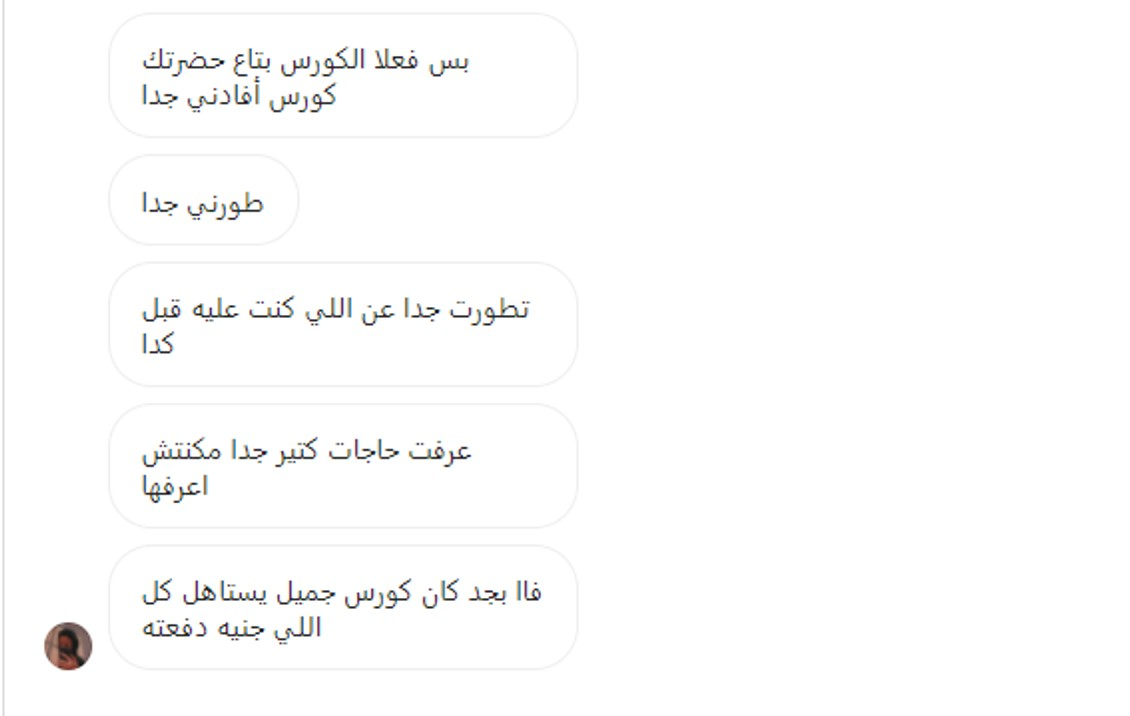 بس فعلا الكورس بتاع حضرتك
كورس أفادني جدا
طورني جدا
تطورت جدا عن اللي كنت عليه قبل
كدا
عرفت حاجات كتير جدا مكنتش
اعرفها
فاا بجد كان كورس جميل يستاهل كل
اللي جنيه دفعته